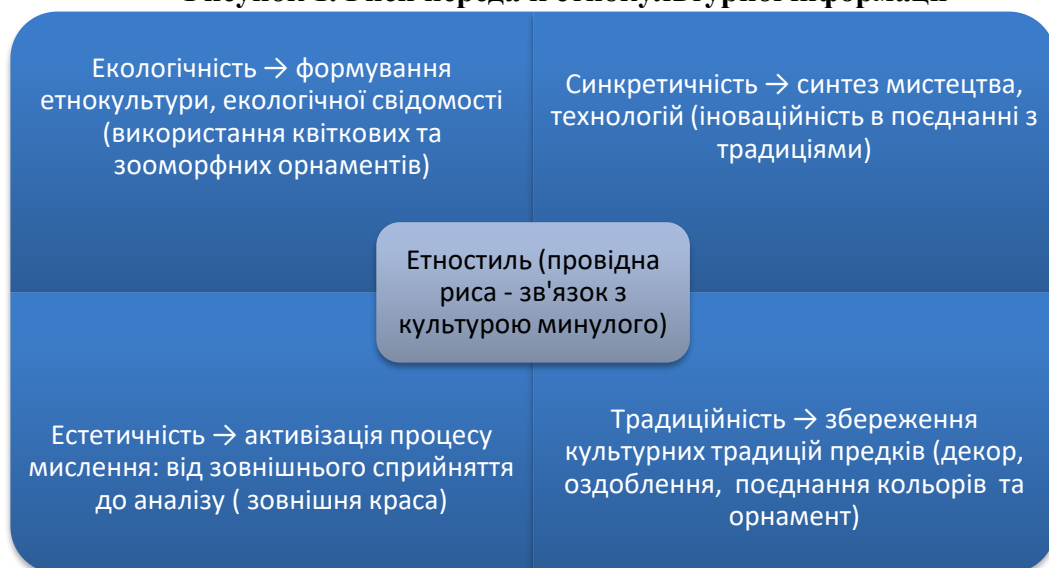 Екологічність → формування
етнокультури, екологічної свідомості
(використання квіткових та
зооморфних орнаментів)
Синкретичність → синтез мистецтва,
технологій (іноваційність в поєднанні з
традиціями)
Етностиль (провідна
риса - зв'язок з
культурою минулого)
Естетичність → активізація процесу
мислення: від зовнішнього сприйняття
до аналізу ( зовнішня краса)
Традиційність → збереження
культурних традицій предків (декор,
оздоблення, поєднання кольорів та
орнамент)